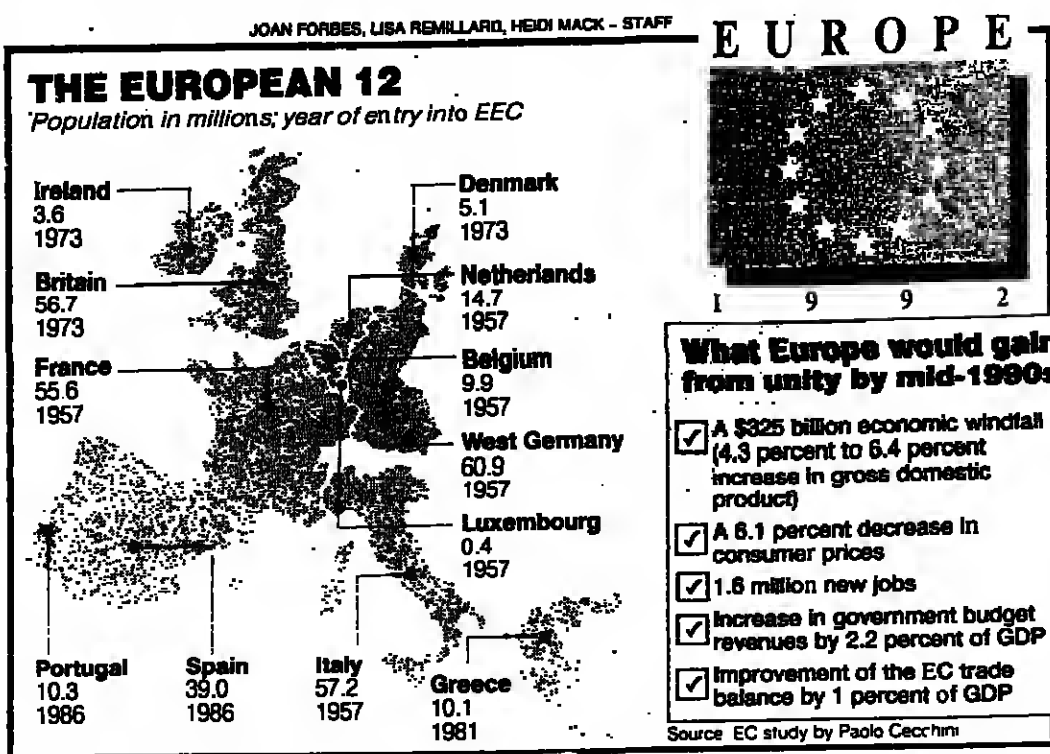 JOAN FORBES, LISA REMILLARD, HEIDI MACK – STAFF
EUROPE
1992
THE EUROPEAN 12
Population in millions; year of entry into EEC
Ireland
3.6
1973
Britain
56.7
1973
France
55.6
1957
Denmark
5.1
1973
Netherlands
14.7
1957
Belgium
9.9
1957
West Germany
60.9
1957
Luxembourg
0.4
1957
Portugal
10.3
1986
Spain
39.0
1986
Italy
57.2
1957
Greece
10.1
1981
What Europe would gain
from unity by mid-1990s
A $325 billion economic windfall
(4.3 percent to 6.4 percent
increase in gross domestic
product)
A 6.1 percent decrease in
consumer prices
1.6 million new jobs
Increase in government budget
revenues by 2.2 percent of GDP
Improvement of the EC trade
balance by 1 percent of GDP
Source EC study by Paolo Cecchini